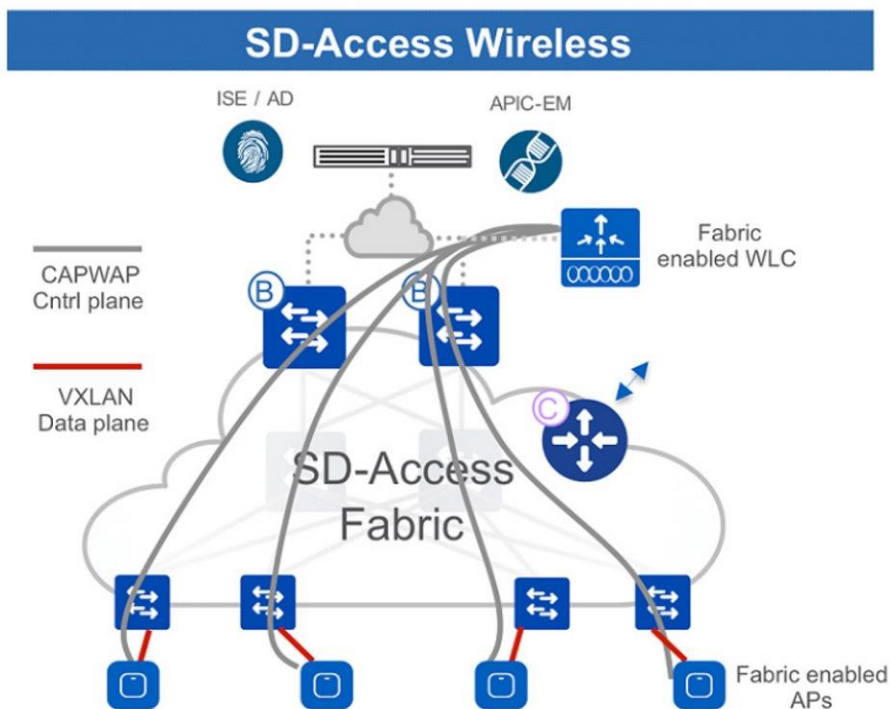 SD-Access Wireless
ISE / AD
APIC-EM
Fabric
enabled WLC
CAPWAP
Cntrl plane
B
B
VXLAN
Data plane
C
SD-Access
Fabric
Fabric enabled
APs